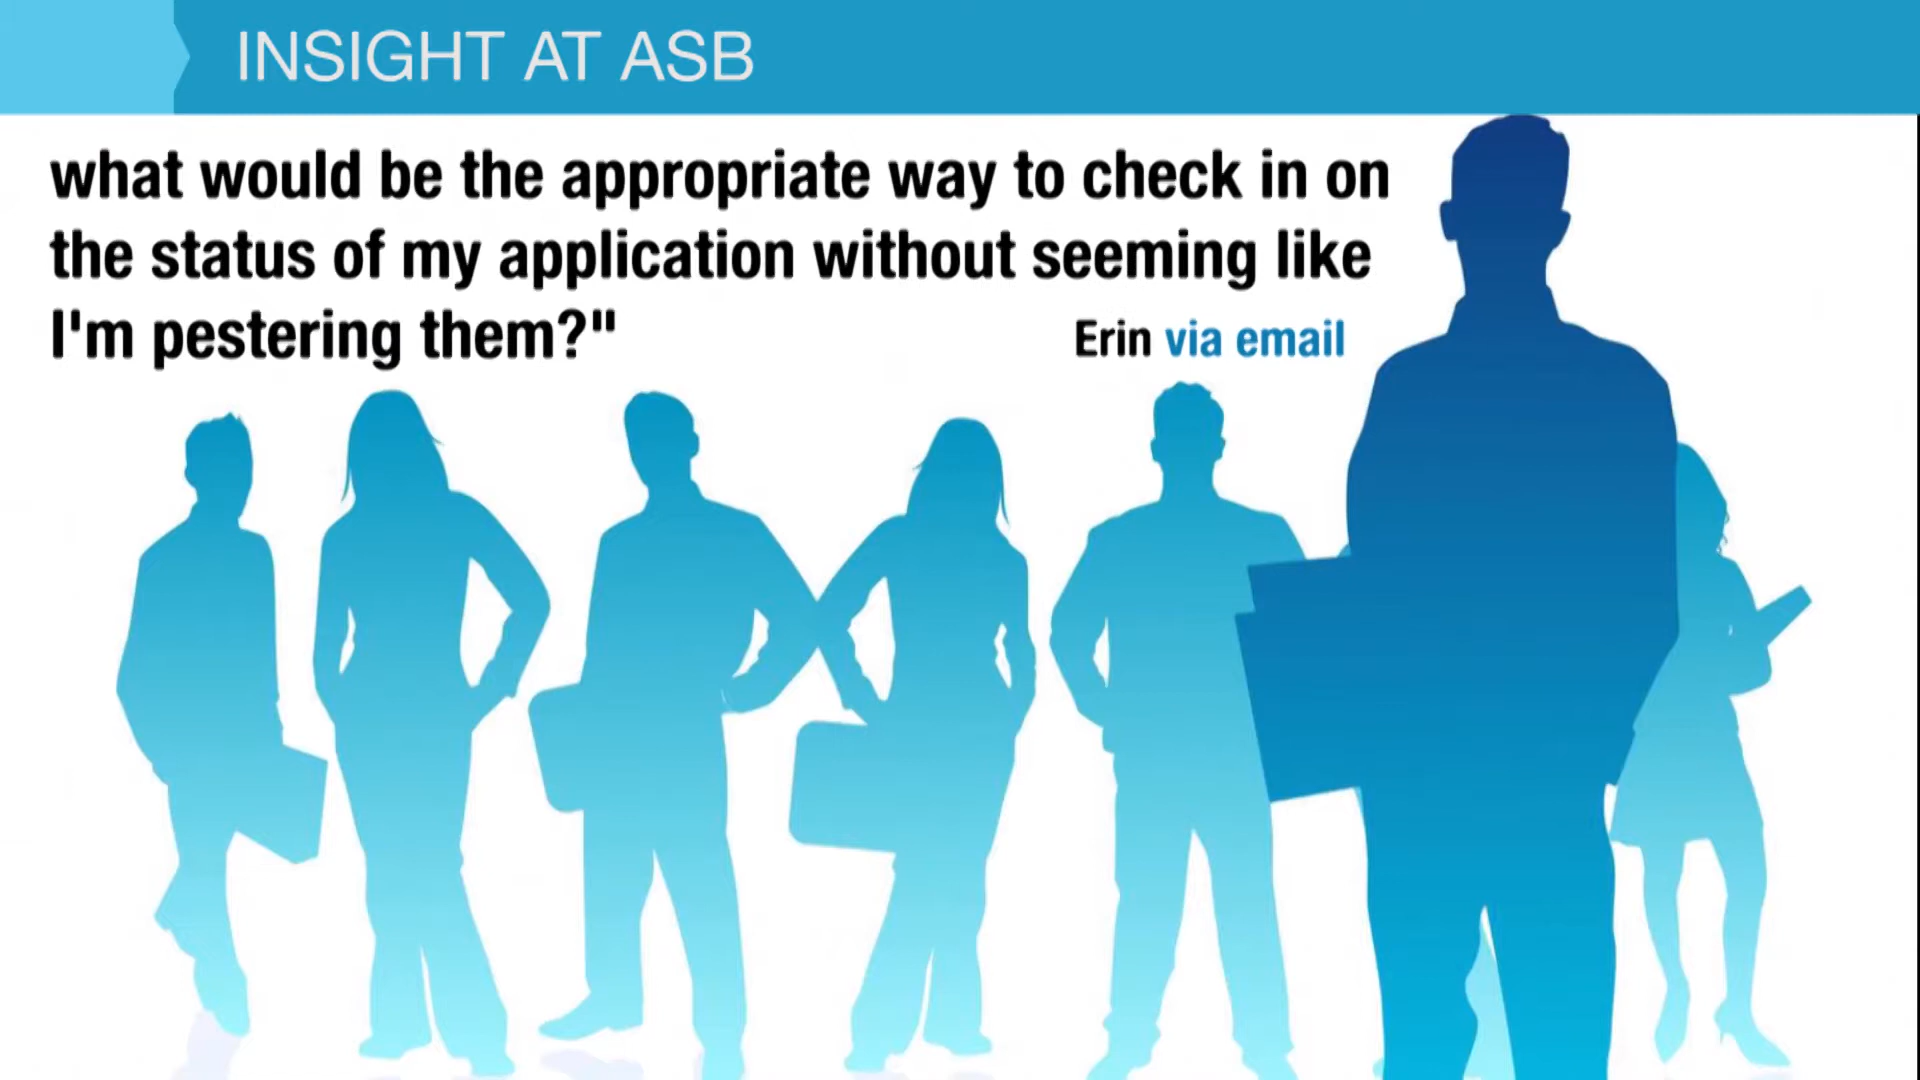 INSIGHT AT ASB
what would be the appropriate way to check in on
the status of my application without seeming like
I'm pestering them?"
Erin via email